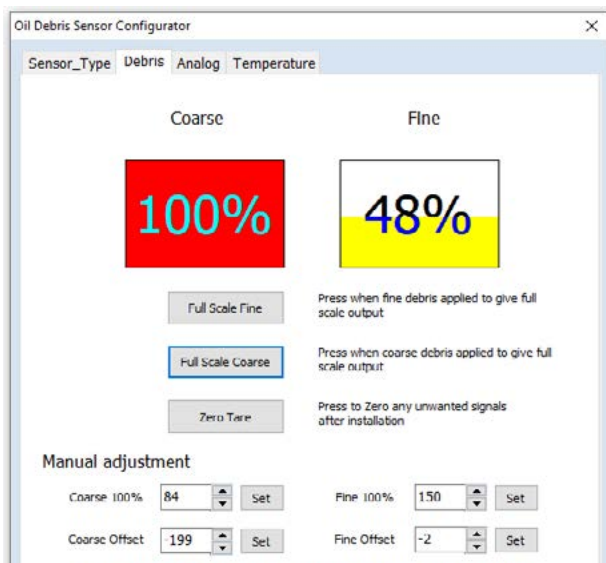 Oil Debris Sensor Configurator
Sensor_Type Debris Analog Temperature
Coarse Fine
100% 48%
Full Scale Fine Press when fine debris applied to give full
scale output
Full Scale Coarse Press when coarse debris applied to give full
scale output
Zero Tare Press to Zero any unwanted signals
after installation
Manual adjustment
Coarse 100% 84 Set Fine 100% 150 Set
Coarse Offset -199 Set Fine Offset -2 Set